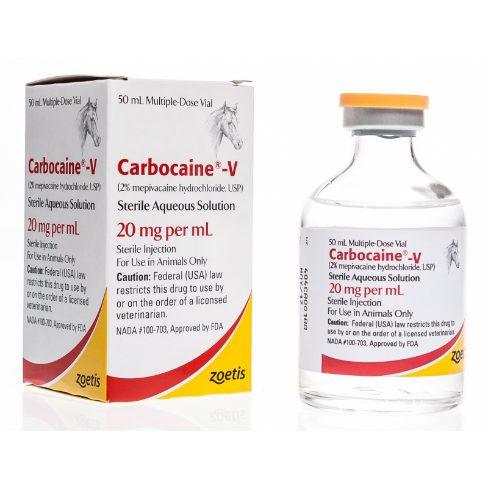 50 mL Multiple-Dose Vial
Carbocaine®-V
(2% mepivacaine hydrochloride, USP)
Sterile Aqueous Solution
20 mg per mL
Sterile Injection
For Use in Animals Only
Caution: Federal (USA) law
restricts this drug to use by
or on the order of a licensed
veterinarian.
NADA #100-703, Approved by FDA
zoetis
50 mL Multiple-Dose Vial
Carbocaine®-V
(2% mepivacaine hydrochloride, USP)
Sterile Aqueous Solution
20 mg per mL
Sterile Injection
For Use in Animals Only
Caution: Federal (USA) law
restricts this drug to use by
or on the order of a licensed
veterinarian.
NADA #100-703, Approved by FDA
zoetis
50 mL Multiple-Dose Vial
Carbocaine®-V
(2% mepivacaine hydrochloride, USP)
Sterile Aqueous Solution
20 mg per mL
Sterile Injection
For Use in Animals Only
Caution: Federal (USA) law restricts this drug to
use by or on the order of a licensed veterinarian.
NADA #100-703, Approved by FDA
zoetis